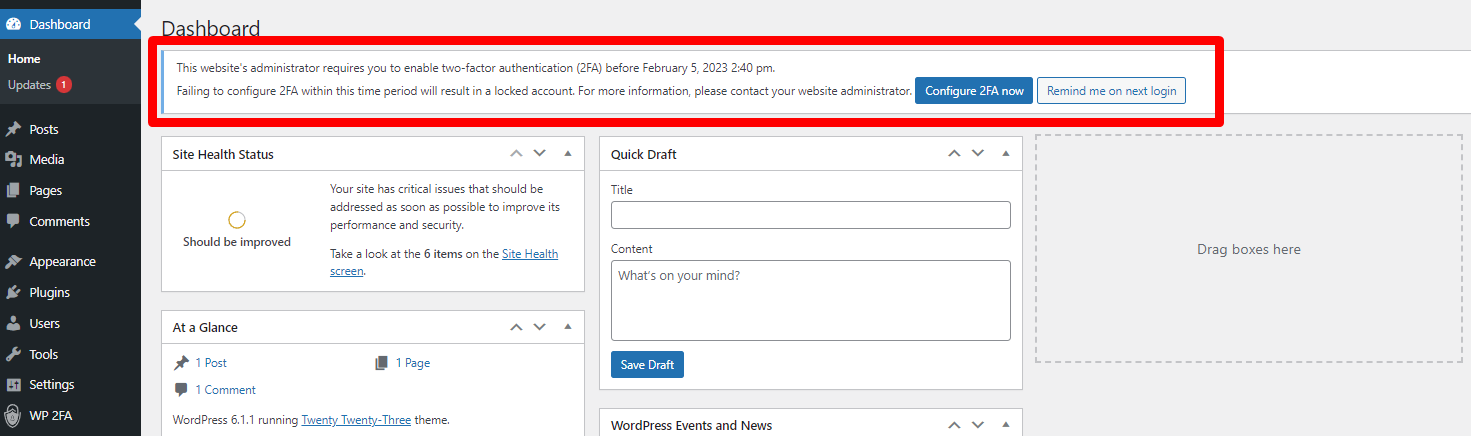 Dashboard
Home
Updates 1
Posts
Media
Pages
Comments
Appearance
Plugins
Users
Tools
Settings
WP 2FA
Dashboard
This website's administrator requires you to enable two-factor authentication (2FA) before February 5, 2023 2:40 pm.
Failing to configure 2FA within this time period will result in a locked account. For more information, please contact your website administrator. Configure 2FA now Remind me on next login
Site Health Status
Should be improved
Your site has critical issues that should be
addressed as soon as possible to improve its
performance and security.
Take a look at the 6 items on the Site Health
screen.
At a Glance
1 Post 1 Page
1 Comment
WordPress 6.1.1 running Twenty Twenty-Three theme.
Quick Draft
Title
Content
What's on your mind?
Save Draft
WordPress Events and News
Drag boxes here